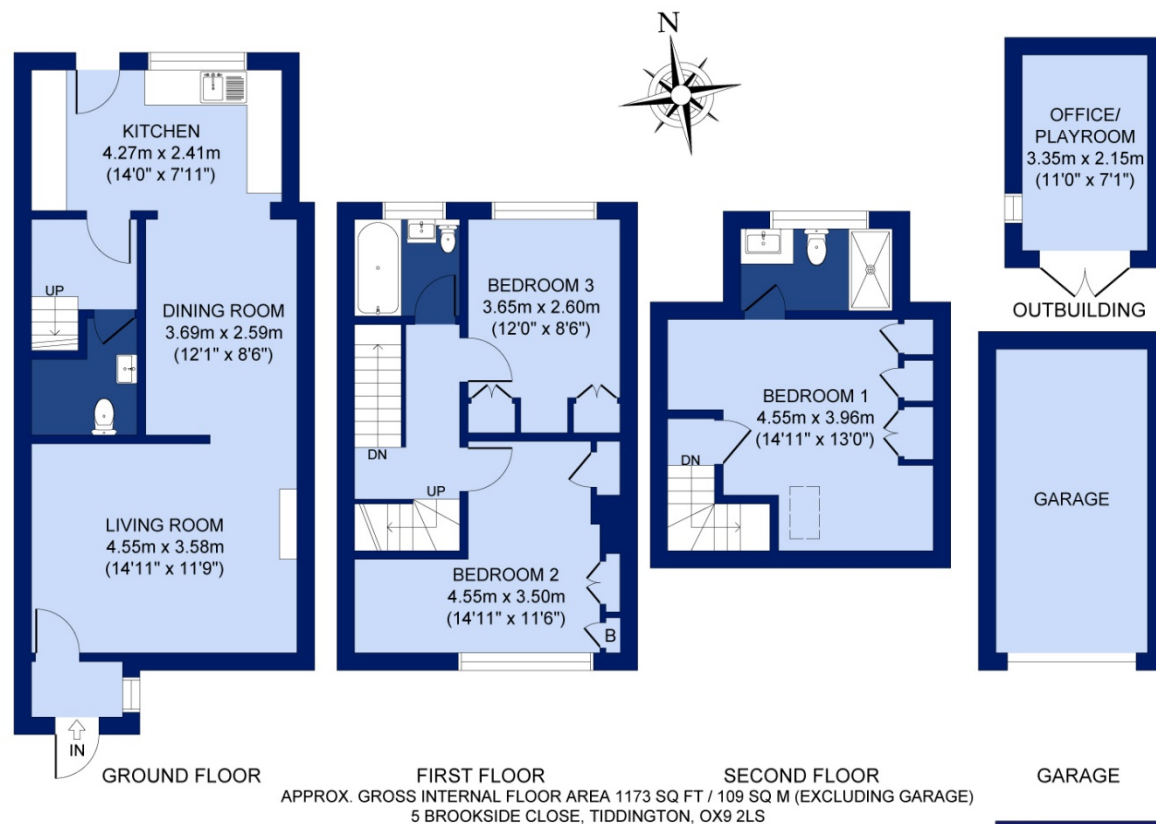 N
KITCHEN
4.27m x 2.41m
(14'0" x 7'11")
UP
DINING ROOM
3.69m x 2.59m
(12'1" x 8'6")
LIVING ROOM
4.55m x 3.58m
(14'11" x 11'9")
IN
GROUND FLOOR
BEDROOM 3
3.65m x 2.60m
(12'0" x 8'6")
DN
UP
BEDROOM 2
4.55m x 3.50m
(14'11" x 11'6")
B
FIRST FLOOR
BEDROOM 1
4.55m x 3.96m
(14'11" x 13'0")
DN
SECOND FLOOR
OFFICE/
PLAYROOM
3.35m x 2.15m
(11'0" x 7'1")
OUTBUILDING
GARAGE
GARAGE
APPROX. GROSS INTERNAL FLOOR AREA 1173 SQ FT / 109 SQ M (EXCLUDING GARAGE)
5 BROOKSIDE CLOSE, TIDDINGTON, OX9 2LS